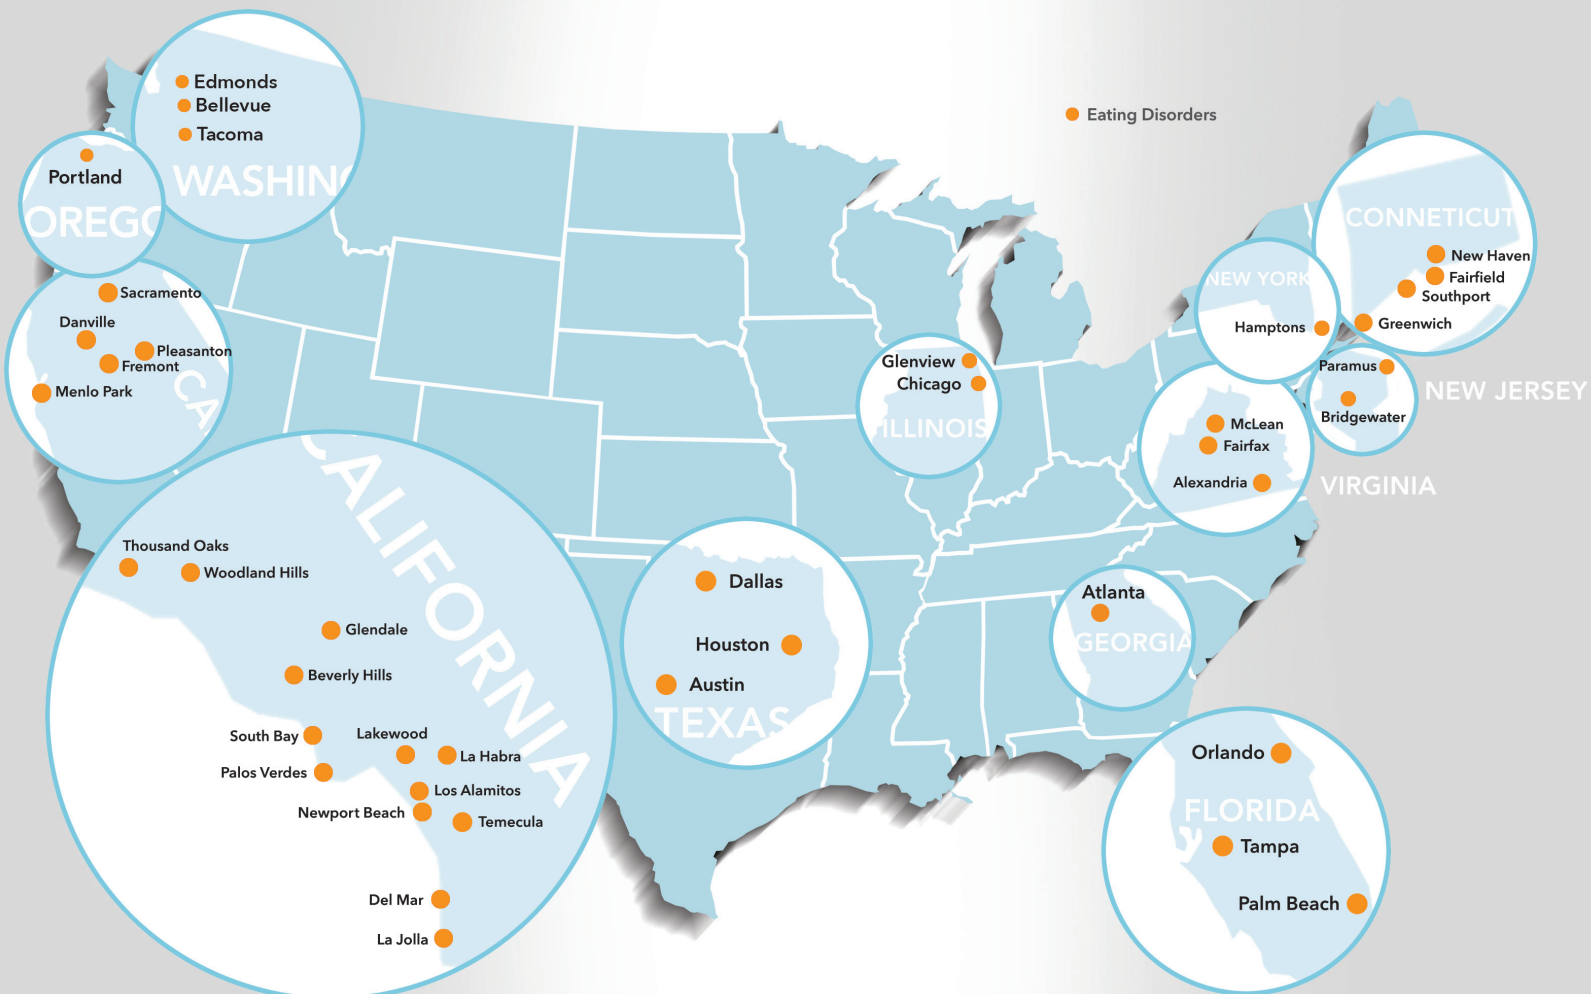 Edmonds
Bellevue
Tacoma
WASHING
Portland
OREGO
Eating Disorders
Sacramento
Danville
Pleasanton
Fremont
Menlo Park
CA
CALIFORNIA
Thousand Oaks
Woodland Hills
Glendale
Beverly Hills
South Bay
Lakewood
La Habra
Palos Verdes
Los Alamitos
Newport Beach
Temecula
Del Mar
La Jolla
Dallas
Houston
Austin
TEXAS
Glenview
Chicago
ILLINOIS
Atlanta
GEORGIA
Orlando
FLORIDA
Tampa
Palm Beach
CONNETICUT
New Haven
Fairfield
Southport
Greenwich
NEW YORK
Hamptons
Paramus
Bridgewater
NEW JERSEY
McLean
Fairfax
Alexandria
VIRGINIA